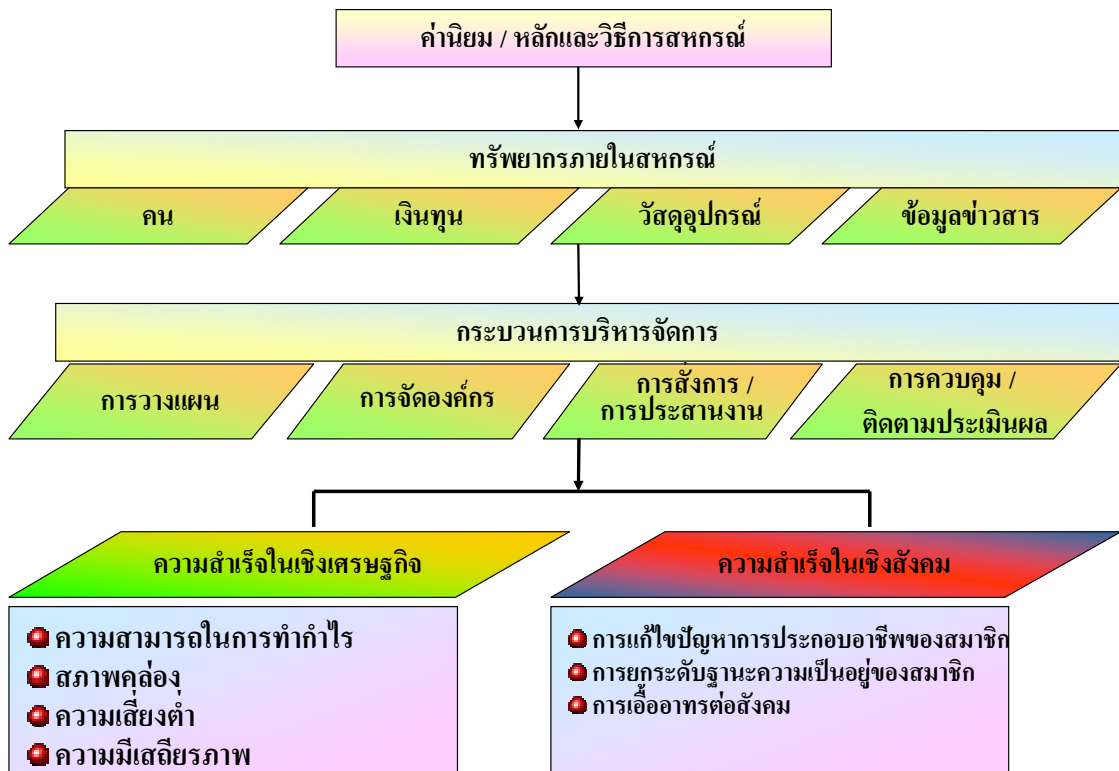 ค่านิยม / หลักและวิธีการสหกรณ์
ทรัพยากรภายในสหกรณ์
คน
เงินทุน
วัสดุอุปกรณ์
ข้อมูลข่าวสาร
กระบวนการบริหารจัดการ
การวางแผน
การจัดองค์กร
การสั่งการ /
การประสานงาน
การควบคุม /
ติดตามประเมินผล
ความสำเร็จในเชิงเศรษฐกิจ
ความสามารถในการทำกำไร
สภาพคล่อง
ความเสี่ยงต่ำ
ความมีเสถียรภาพ
ความสำเร็จในเชิงสังคม
การแก้ไขปัญหาการประกอบอาชีพของสมาชิก
การยกระดับฐานะความเป็นอยู่ของสมาชิก
การเอื้ออาทรต่อสังคม